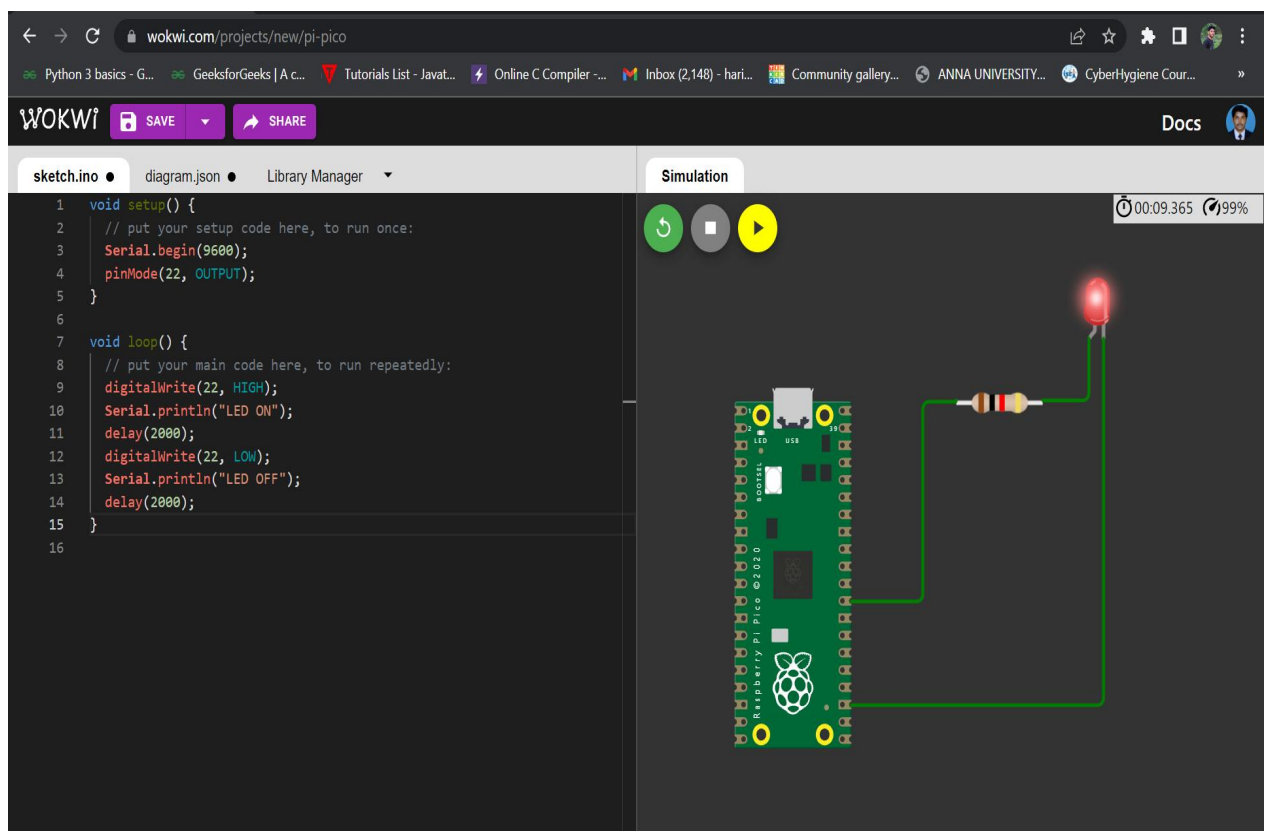 wokwi.com/projects/new/pi-pico
Python 3 basics - G... GeeksforGeeks | A c... Tutorials List - Javat... Online C Compiler -... Inbox (2,148) - hari... Community gallery... ANNA UNIVERSITY... CyberHygiene Cour... »
WOKWi SAVE SHARE Docs
sketch.ino ● diagram.json ● Library Manager Simulation
00:09.365 99%
1 void setup() {
2 // put your setup code here, to run once:
3 Serial.begin(9600);
4 pinMode(22, OUTPUT);
5 }
6
7 void loop() {
8 // put your main code here, to run repeatedly:
9 digitalWrite(22, HIGH);
10 Serial.println("LED ON");
11 delay(2000);
12 digitalWrite(22, LOW);
13 Serial.println("LED OFF");
14 delay(2000);
15 }
16
1
2 39
LED USB
BOOTSEL
Raspberry Pi Pico ©2020